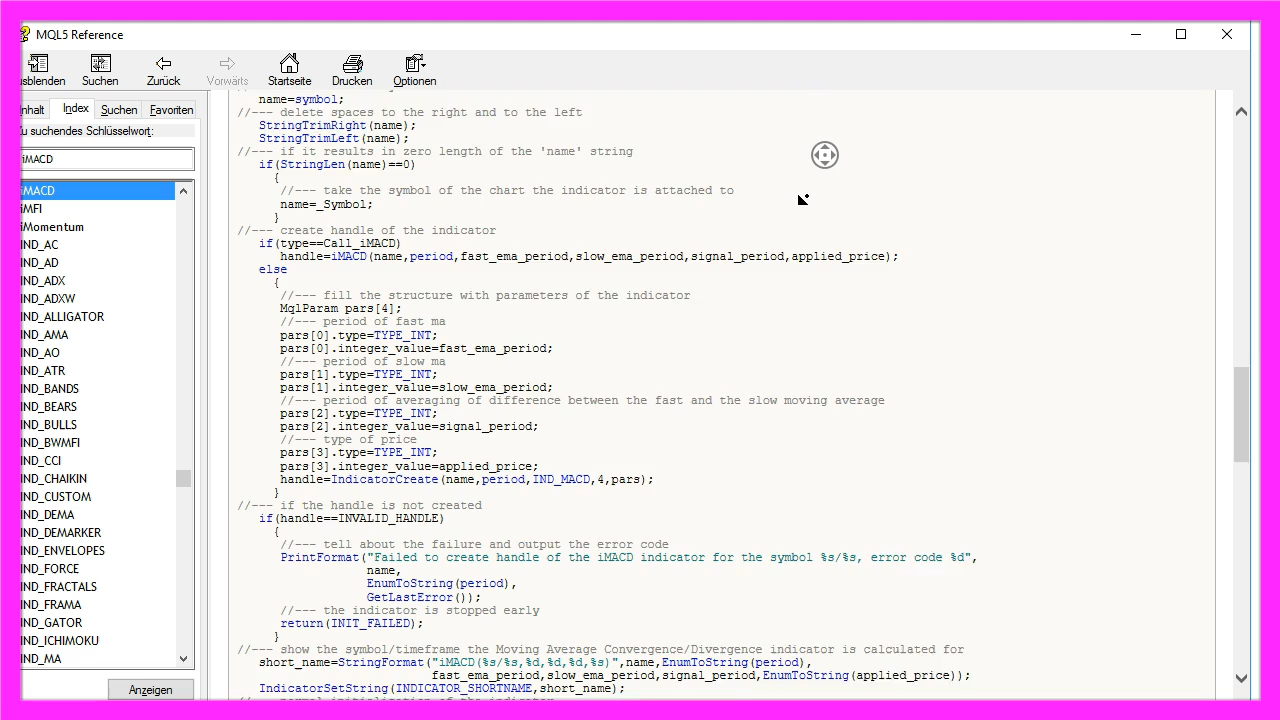 MQL5 Reference
usblenden Suchen Zurück Vorwärts Startseite Drucken Optionen
nhalt Index Suchen Favoriten
Zu suchendes Schlüsselwort:
iMACD
iMACD
iMFI
iMomentum
IND_AC
IND_AD
IND_ADX
IND_ADXW
IND_ALLIGATOR
IND_AMA
IND_AO
IND_ATR
IND_BANDS
IND_BEARS
IND_BULLS
IND_BWMFI
IND_CCI
IND_CHAIKIN
IND_CUSTOM
IND_DEMA
IND_DEMARKER
IND_ENVELOPES
IND_FORCE
IND_FRACTALS
IND_FRAMA
IND_GATOR
IND_ICHIMOKU
IND_MA
Anzeigen
name=symbol;
//--- delete spaces to the right and to the left
StringTrimRight(name);
StringTrimLeft(name);
//--- if it results in zero length of the 'name' string
if(StringLen(name)==0)
{
//--- take the symbol of the chart the indicator is attached to
name=_Symbol;
}
//--- create handle of the indicator
if(type==Call_iMACD)
handle=iMACD(name,period,fast_ema_period,slow_ema_period,signal_period,applied_price);
else
{
//--- fill the structure with parameters of the indicator
MqlParam pars[4];
//--- period of fast ma
pars[0].type=TYPE_INT;
pars[0].integer_value=fast_ema_period;
//--- period of slow ma
pars[1].type=TYPE_INT;
pars[1].integer_value=slow_ema_period;
//--- period of averaging of difference between the fast and the slow moving average
pars[2].type=TYPE_INT;
pars[2].integer_value=signal_period;
//--- type of price
pars[3].type=TYPE_INT;
pars[3].integer_value=applied_price;
handle=IndicatorCreate(name,period,IND_MACD,4,pars);
}
//--- if the handle is not created
if(handle==INVALID_HANDLE)
{
//--- tell about the failure and output the error code
PrintFormat("Failed to create handle of the iMACD indicator for the symbol %s/%s, error code %d",
name,
EnumToString(period),
GetLastError());
//--- the indicator is stopped early
return(INIT_FAILED);
}
//--- show the symbol/timeframe the Moving Average Convergence/Divergence indicator is calculated for
short_name=StringFormat("iMACD(%s/%s,%d,%d,%d,%s)",name,EnumToString(period),
fast_ema_period,slow_ema_period,signal_period,EnumToString(applied_price));
IndicatorSetString(INDICATOR_SHORTNAME,short_name);